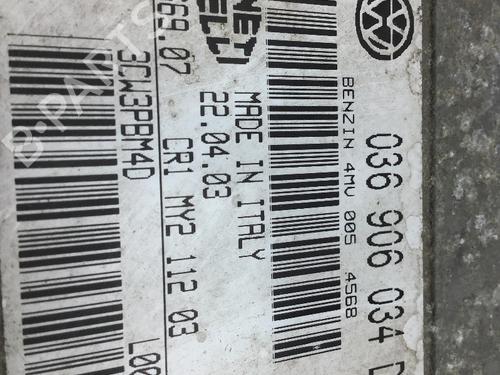 036 906 034 D
BENZIN 4MV 005 4568
MADE IN ITALY
22.04.03
CR1 MY2 112 03
69 07
3CW3PBM4D
B-PARTS